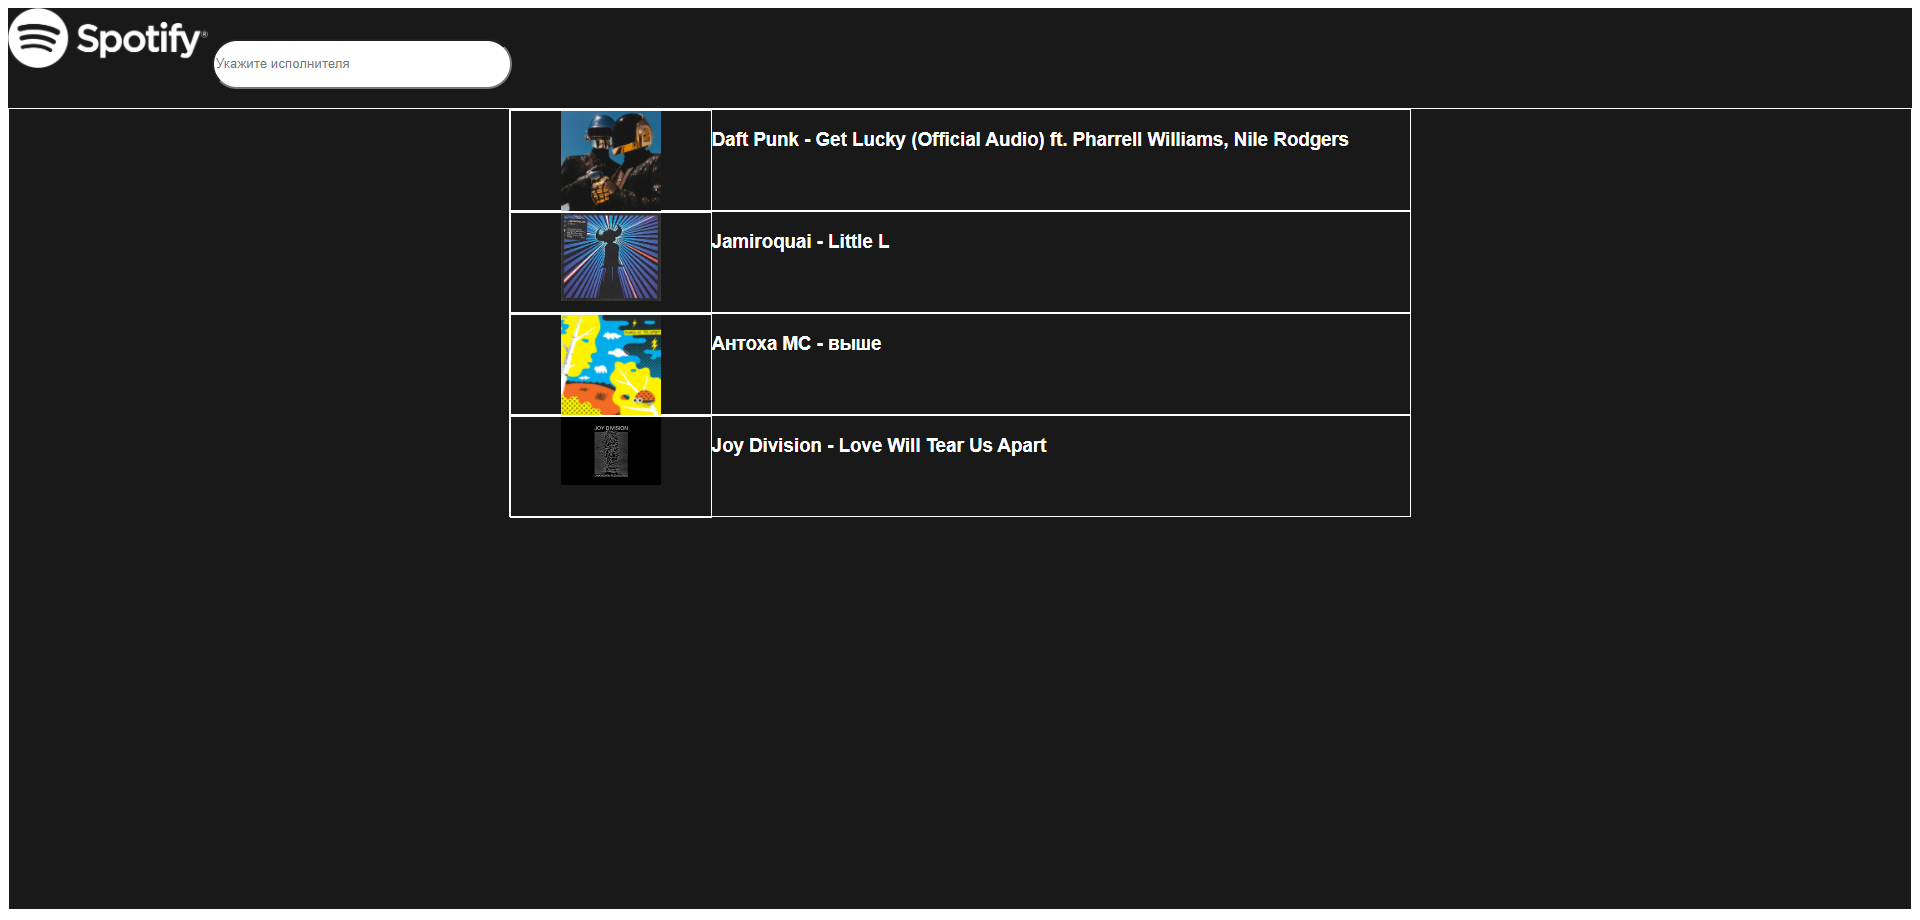 Spotify®
Укажите исполнителя
Daft Punk - Get Lucky (Official Audio) ft. Pharrell Williams, Nile Rodgers
Jamiroquai - Little L
Антоха МС - выше
JOY DIVISION
Joy Division - Love Will Tear Us Apart